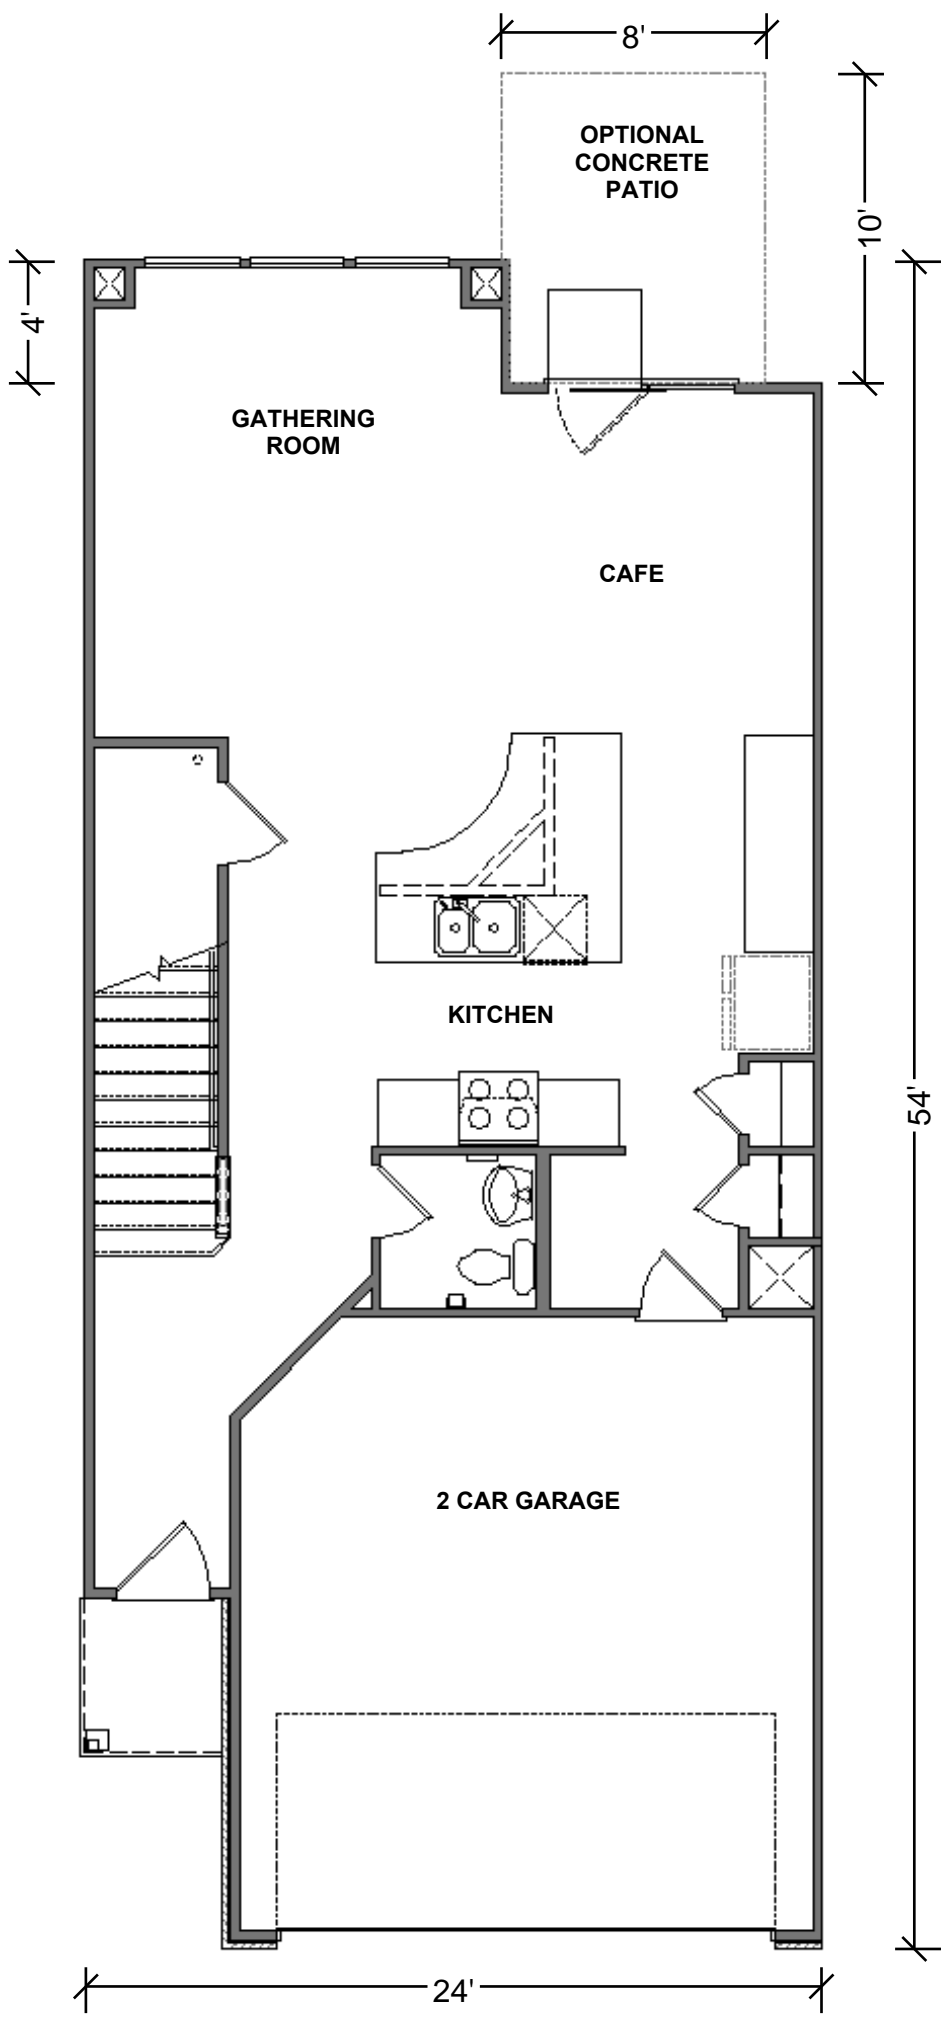 8'
OPTIONAL
CONCRETE
PATIO
10'
4'
GATHERING
ROOM
CAFE
KITCHEN
54'
2 CAR GARAGE
24'